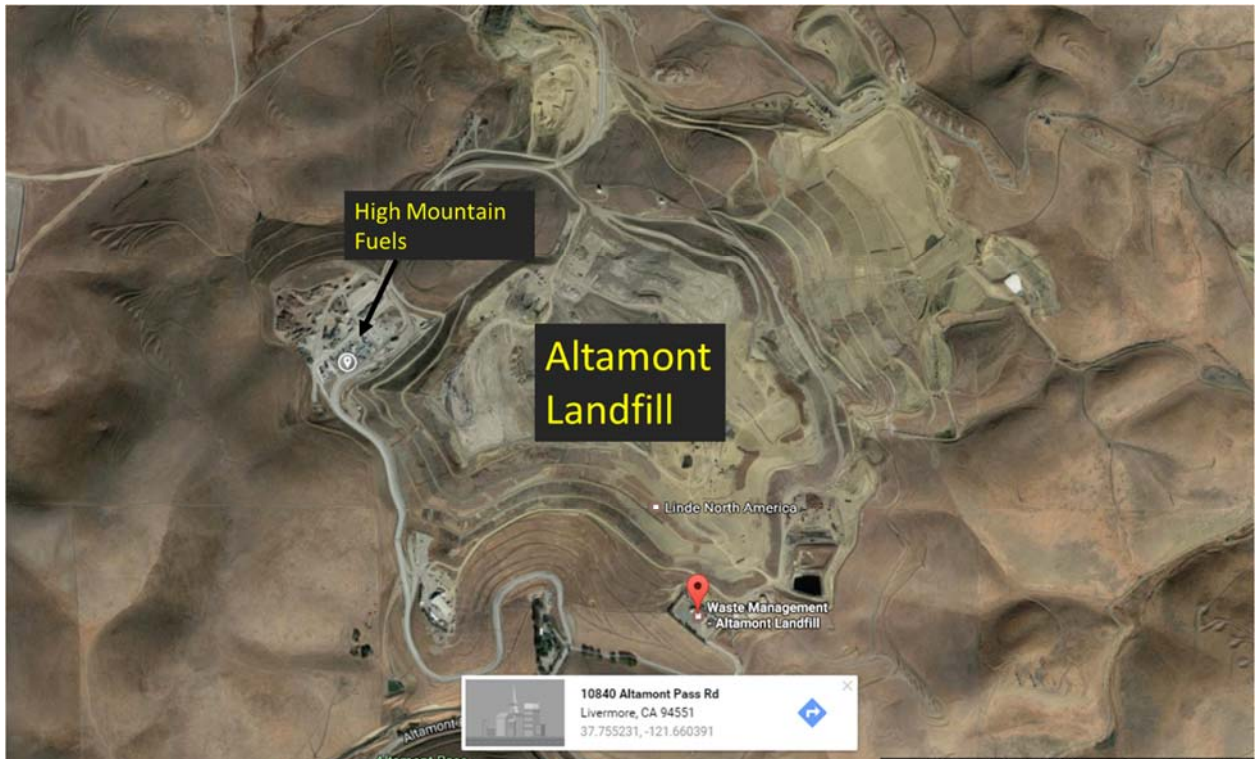 High Mountain
Fuels
Altamont
Landfill
Linde North America
Waste Management
- Altamont Landfill
10840 Altamont Pass Rd
Livermore, CA 94551
37.755231, -121.660391
Altamont